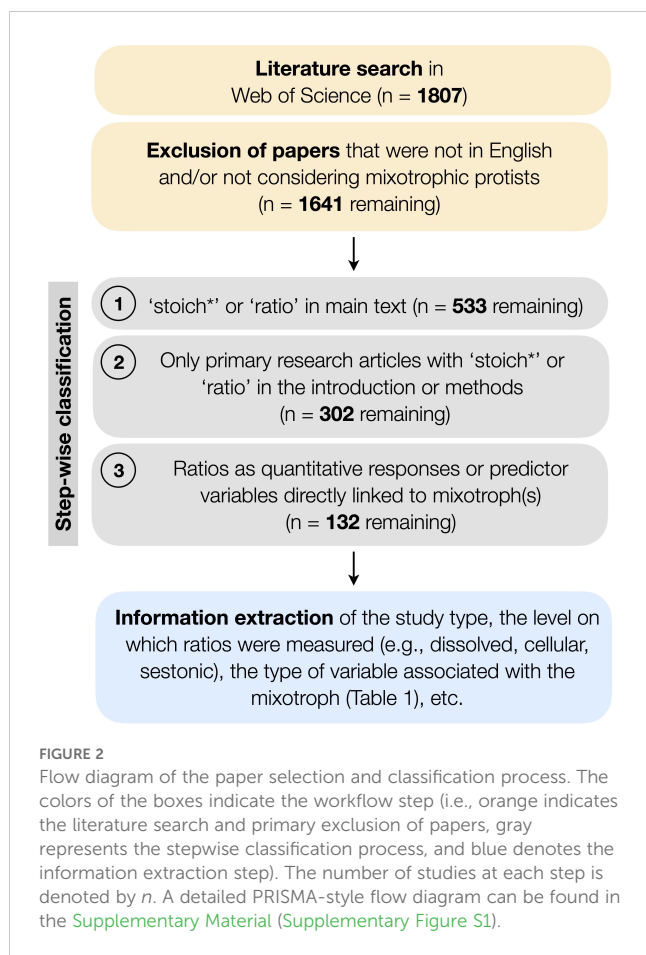 Literature search in
Web of Science (n = 1807)
Exclusion of papers that were not in English
and/or not considering mixotrophic protists
(n = 1641 remaining)
Step-wise classification
1 ‘stoich*’ or ‘ratio’ in main text (n = 533 remaining)
2 Only primary research articles with ‘stoich*’ or
‘ratio’ in the introduction or methods
(n = 302 remaining)
3 Ratios as quantitative responses or predictor
variables directly linked to mixotroph(s)
(n = 132 remaining)
Information extraction of the study type, the level on
which ratios were measured (e.g., dissolved, cellular,
sestonic), the type of variable associated with the
mixotroph (Table 1), etc.
FIGURE 2
Flow diagram of the paper selection and classification process. The
colors of the boxes indicate the workflow step (i.e., orange indicates
the literature search and primary exclusion of papers, gray
represents the stepwise classification process, and blue denotes the
information extraction step). The number of studies at each step is
denoted by n. A detailed PRISMA-style flow diagram can be found in
the Supplementary Material (Supplementary Figure S1).